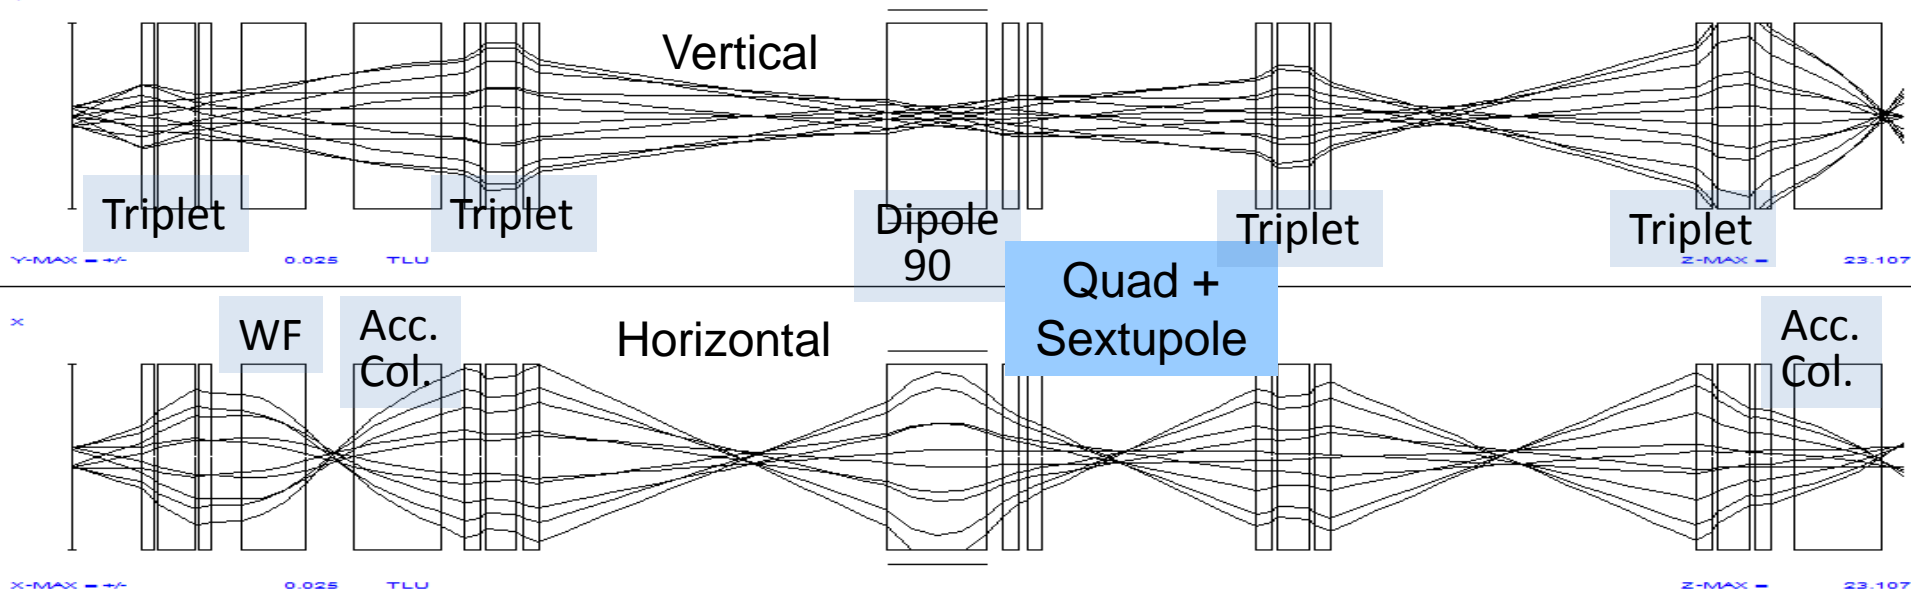 Vertical
Triplet
Triplet
Dipole
90
Triplet
Triplet
Y-MAX = +/- 0.025 TLU
Z-MAX = 23.107
Quad +
Sextupole
X
WF
Acc.
Col.
Horizontal
Acc.
Col.
X-MAX = +/- 0.025 TLU
Z-MAX = 23.107